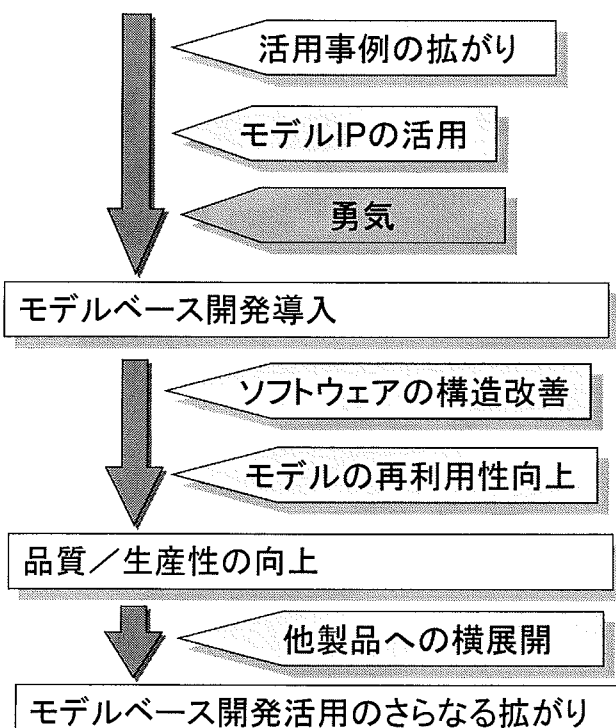 活用事例の拡がり
モデルIPの活用
勇気
モデルベース開発導入
ソフトウェアの構造改善
モデルの再利用性向上
品質／生産性の向上
他製品への横展開
モデルベース開発活用のさらなる拡がり